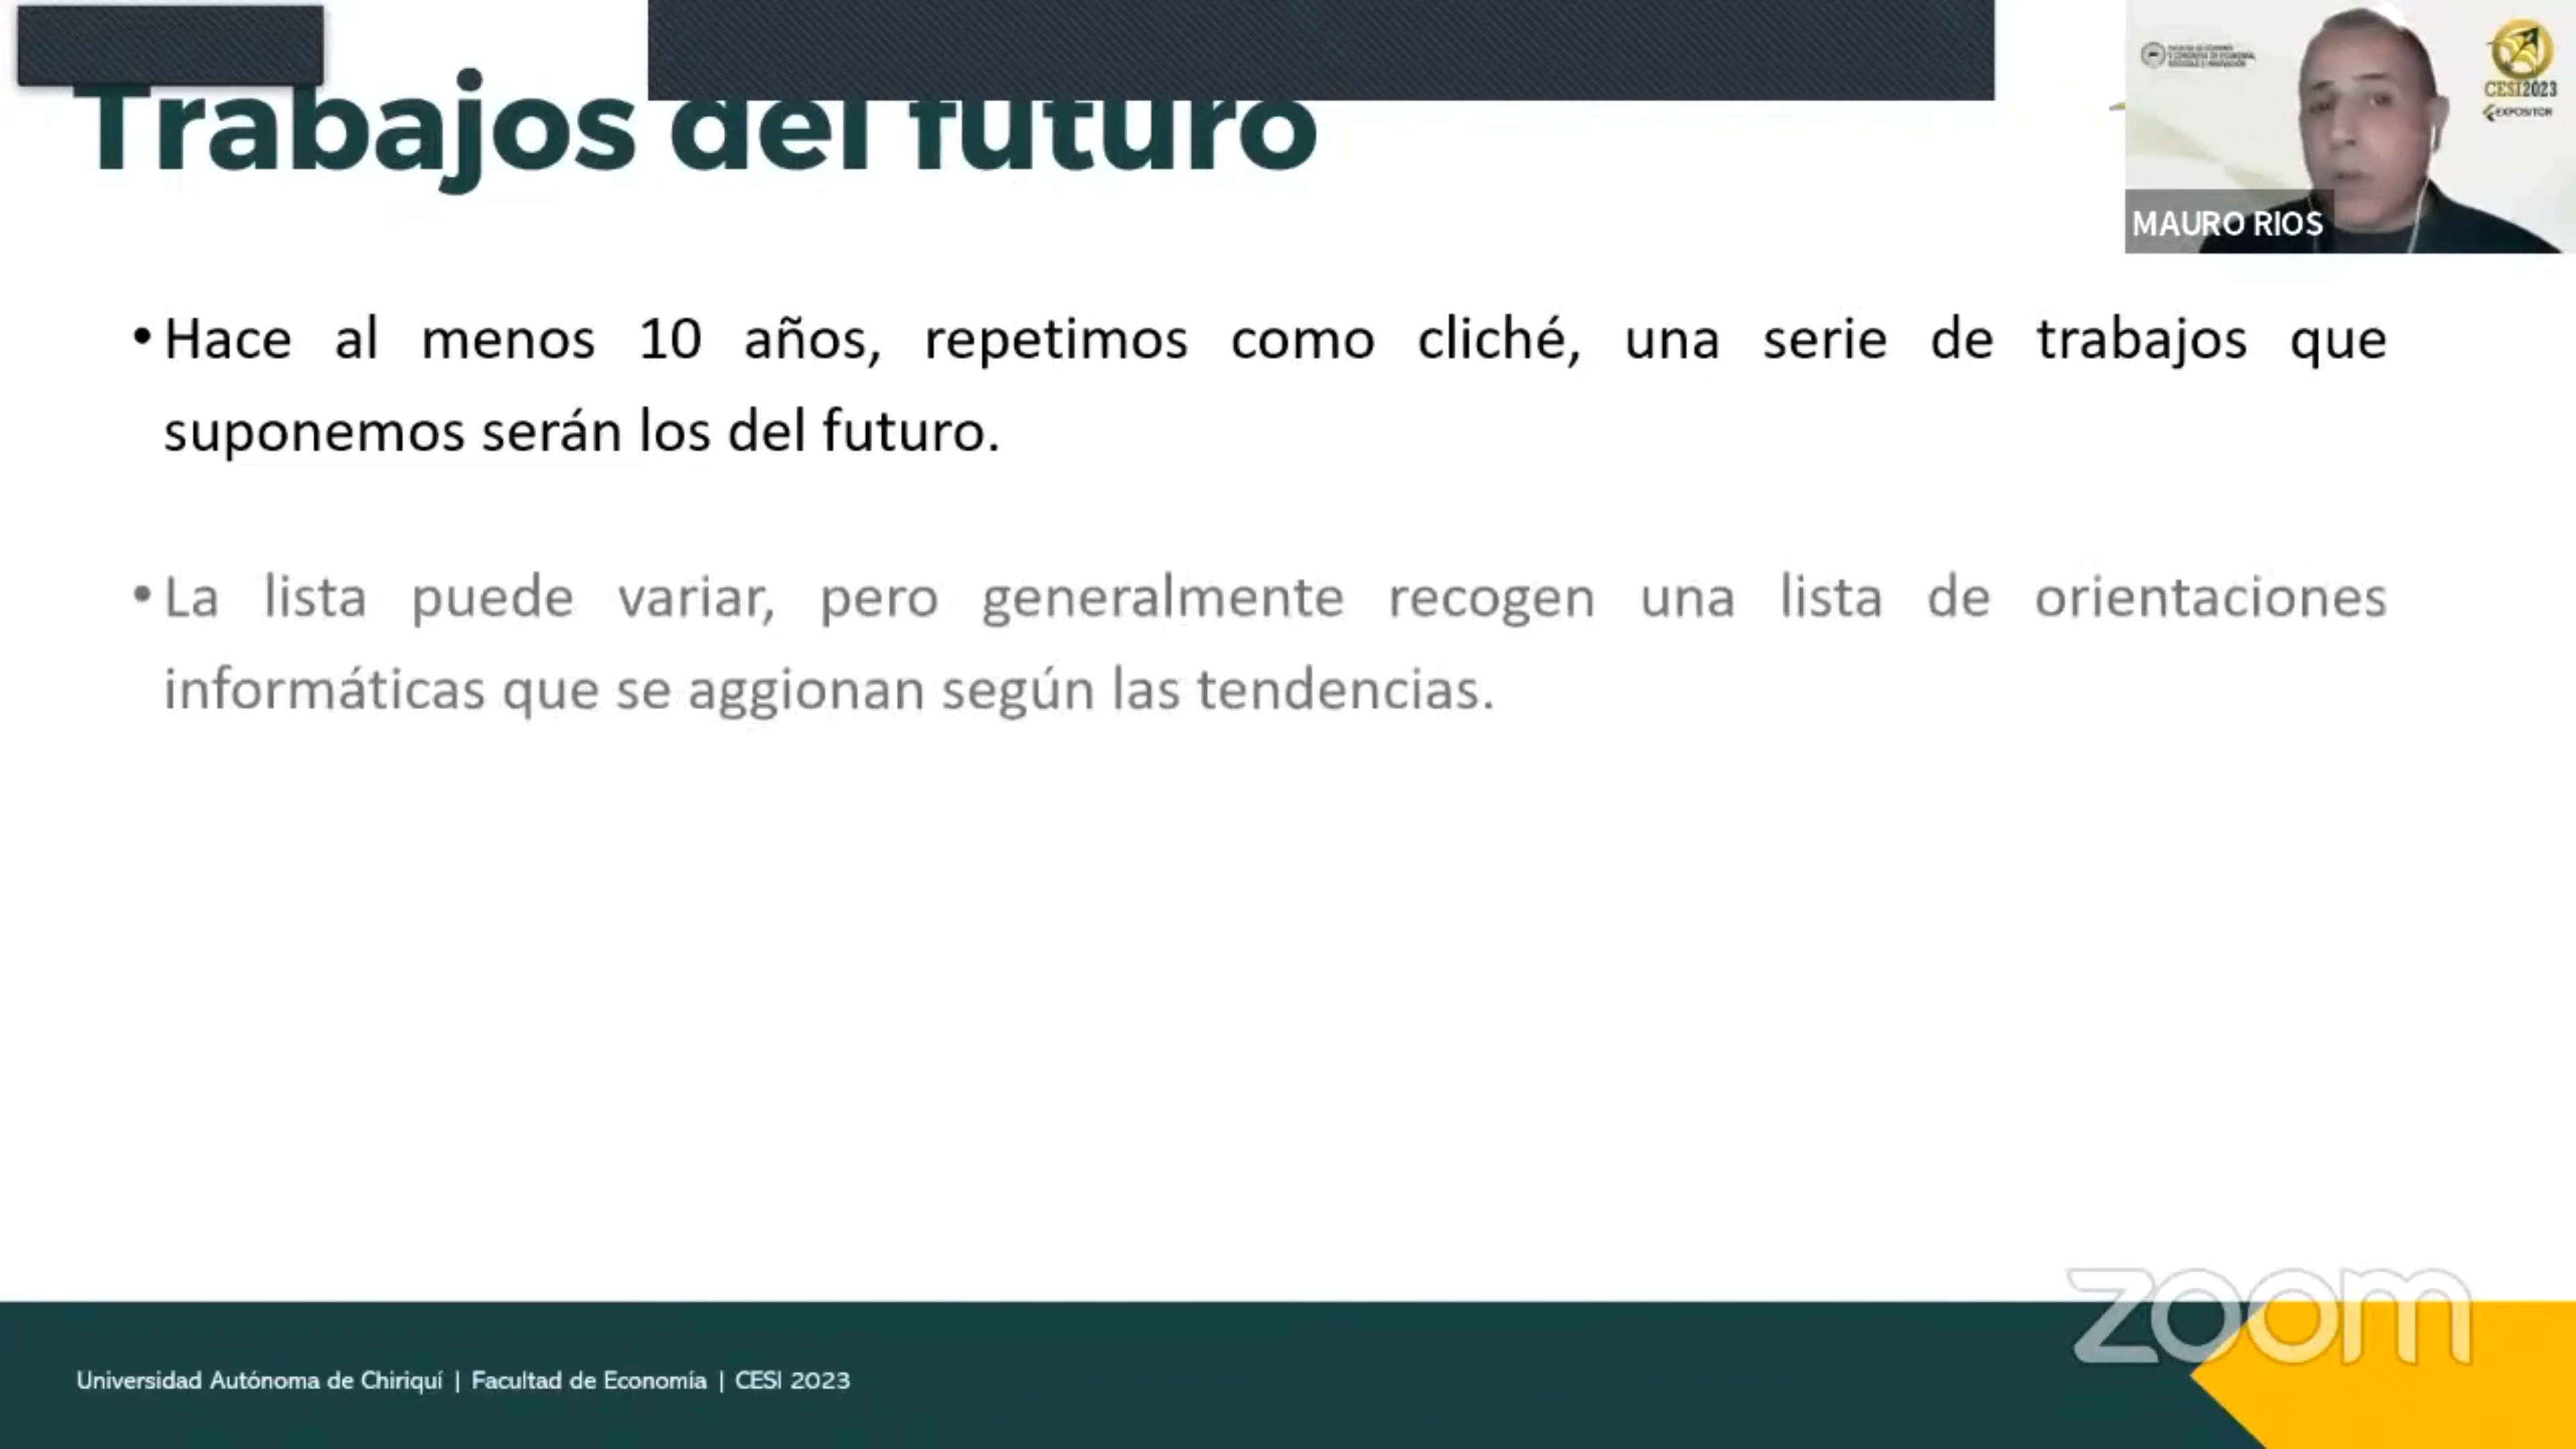 Trabajos del futuro
CESI2023
EXPOSITOR
MAURO RIOS
•Hace al menos 10 años, repetimos como cliché, una serie de trabajos que
suponemos serán los del futuro.
•La lista puede variar, pero generalmente recogen una lista de orientaciones
informáticas que se aggionan según las tendencias.
zoom
Universidad Autónoma de Chiriquí | Facultad de Economía | CESI 2023